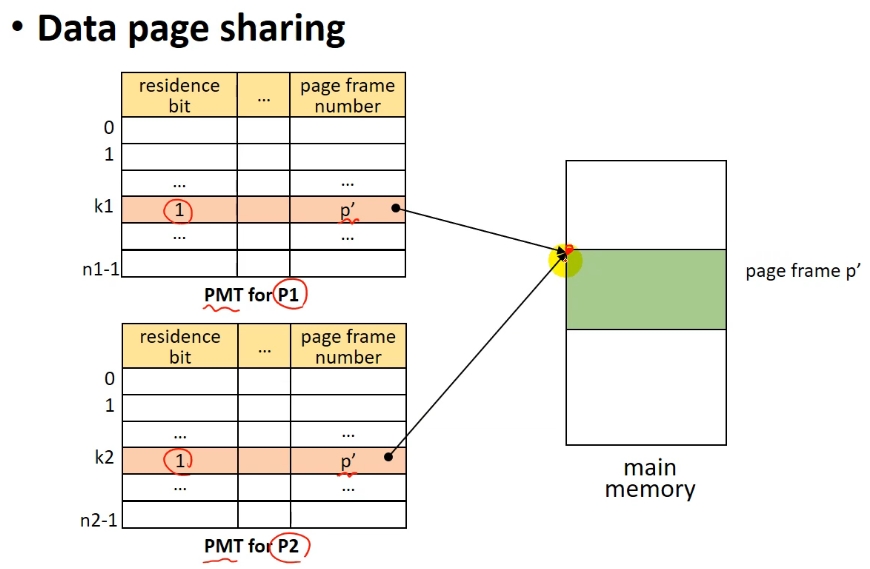 • Data page sharing
residence bit ... page frame number
0
1
... ...
k1 1 p’
... ...
n1-1
PMT for P1
residence bit ... page frame number
0
1
... ...
k2 1 p’
... ...
n2-1
PMT for P2
page frame p’
main
memory